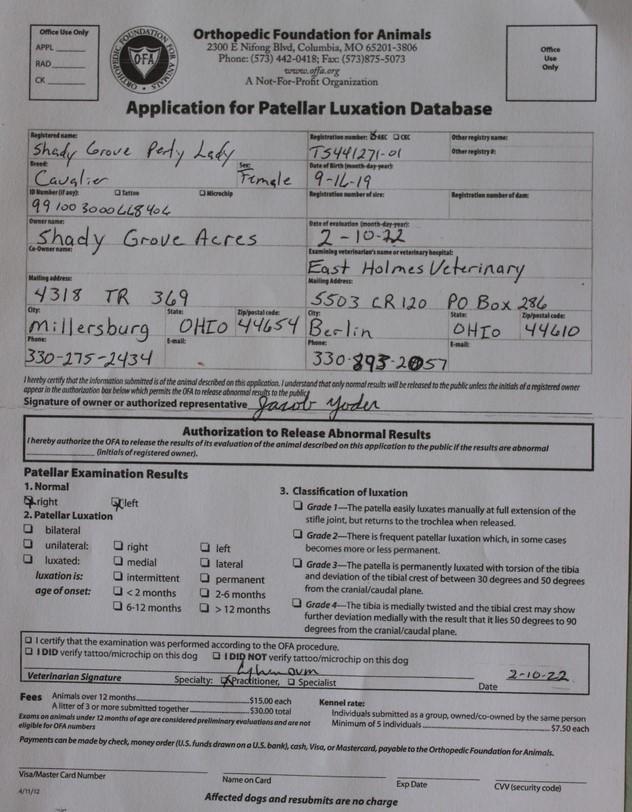 Office Use Only
APPL
RAD
CK
ORTHOPEDIC FOUNDATION FOR ANIMALS
OFA
Orthopedic Foundation for Animals
2300 E Nifong Blvd, Columbia, MO 65201-3806
Phone: (573) 442-0418; Fax: (573)875-5073
www.offa.org
A Not-For-Profit Organization
Office
Use
Only
Application for Patellar Luxation Database
Registered name: Registration number: AKC CKC Other registry name:
Shady Grove Perly Lady TS441271-01 Other registry #:
Breed: Sex: Date of Birth (month-day-year):
Cavalier Female 9-16-19
ID Number (if any): Tattoo Microchip Registration number of sire: Registration number of dam:
991003000668404
Owner name: Date of evaluation (month-day-year):
Shady Grove Acres 2-10-22
Co-Owner name: Examining veterinarian's name or veterinary hospital:
East Holmes Veterinary
Mailing address: Mailing Address:
4318 TR 369 5503 CR 120 PO Box 286
City: State: Zip/postal code: City: State: Zip/postal code:
Millersburg OHIO 44654 Berlin OHIO 44610
Phone: E-mail: Phone: E-mail:
330-275-2434 330-893-2057
I hereby certify that the information submitted is of the animal described on this application. I understand that only normal results will be released to the public unless the initials of a registered owner
appear in the authorization box below which permits the OFA to release abnormal results to the public
Signature of owner or authorized representative Jacob Yoder
Authorization to Release Abnormal Results
I hereby authorize the OFA to release the results of its evaluation of the animal described on this application to the public if the results are abnormal
(initials of registered owner).
Patellar Examination Results
1. Normal
right left
2. Patellar Luxation
bilateral
unilateral: right left
luxated: medial lateral
luxation is: intermittent permanent
age of onset: < 2 months 2-6 months
6-12 months > 12 months
3. Classification of luxation
Grade 1—The patella easily luxates manually at full extension of the
stifle joint, but returns to the trochlea when released.
Grade 2—There is frequent patellar luxation which, in some cases
becomes more or less permanent.
Grade 3—The patella is permanently luxated with torsion of the tibia
and deviation of the tibial crest of between 30 degrees and 50 degrees
from the cranial/caudal plane.
Grade 4—The tibia is medially twisted and the tibial crest may show
further deviation medially with the result that it lies 50 degrees to 90
degrees from the cranial/caudal plane.
I certify that the examination was performed according to the OFA procedure.
I DID verify tattoo/microchip on this dog I DID NOT verify tattoo/microchip on this dog
2-10-22
Veterinarian Signature Specialty: Practitioner, Specialist Date
Fees Animals over 12 months $15.00 each
A litter of 3 or more submitted together $30.00 total
Exams on animals under 12 months of age are considered preliminary evaluations and are not
eligible for OFA numbers
Kennel rate:
Individuals submitted as a group, owned/co-owned by the same person
Minimum of 5 individuals $7.50 each
Payments can be made by check, money order (U.S. funds drawn on a U.S. bank), cash, Visa, or Mastercard, payable to the Orthopedic Foundation for Animals.
Visa/Master Card Number Name on Card Exp Date CVV (security code)
4/11/12
Affected dogs and resubmits are no charge